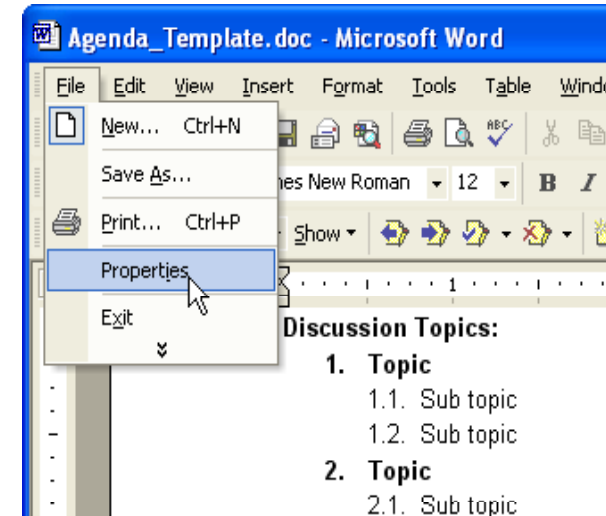 Agenda_Template.doc - Microsoft Word
File Edit View Insert Format Tools Table
New... Ctrl+N
ABC
Save As...
New Roman 12 B I
Print... Ctrl+P
Show
Properties
1
Exit
Discussion Topics:
1. Topic
1.1. Sub topic
1.2. Sub topic
2. Topic
2.1. Sub topic